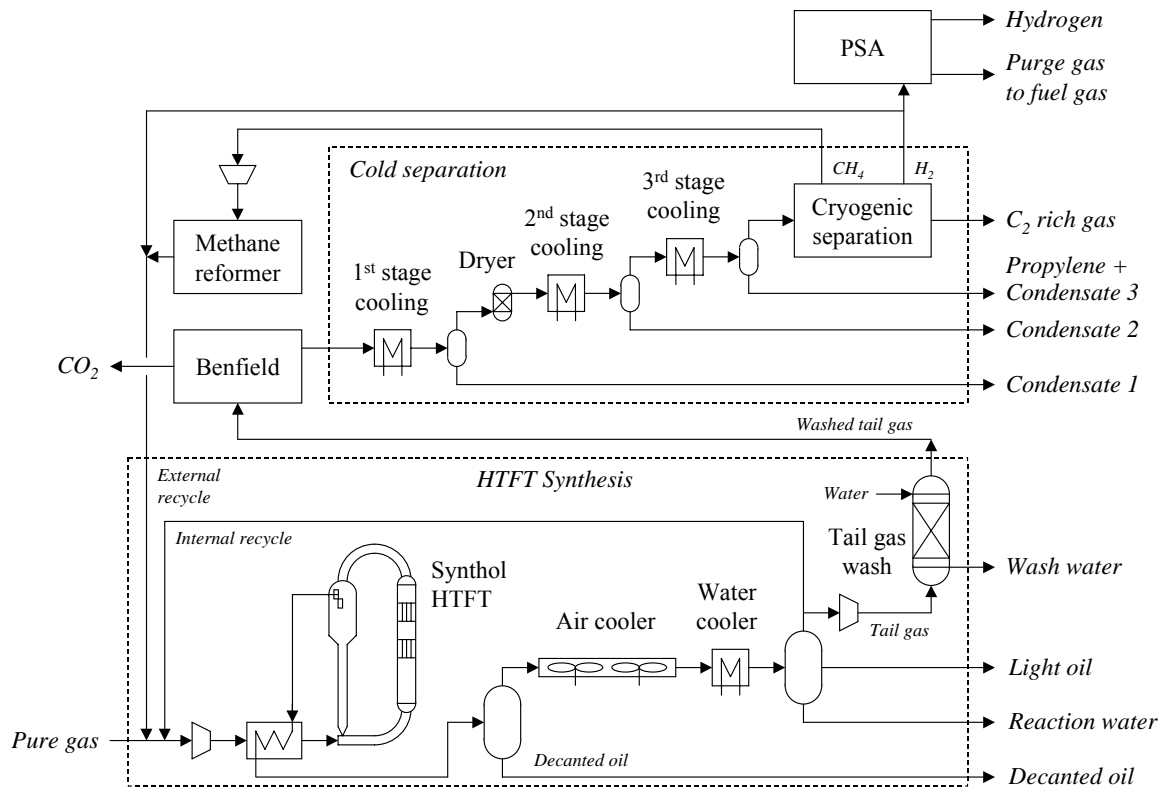 Hydrogen
PSA
Purge gas
to fuel gas
Cold separation
3rd stage
cooling
CH4
H2
2nd stage
cooling
Cryogenic
separation
C2 rich gas
Methane
reformer
1st stage
cooling
Dryer
Propylene +
Condensate 3
Condensate 2
CO2
Benfield
Condensate 1
Washed tail gas
External
recycle
HTFT Synthesis
Water
Internal recycle
Tail gas
wash
Synthol
HTFT
Wash water
Water
cooler
Air cooler
Tail gas
Light oil
Reaction water
Pure gas
Decanted oil
Decanted oil